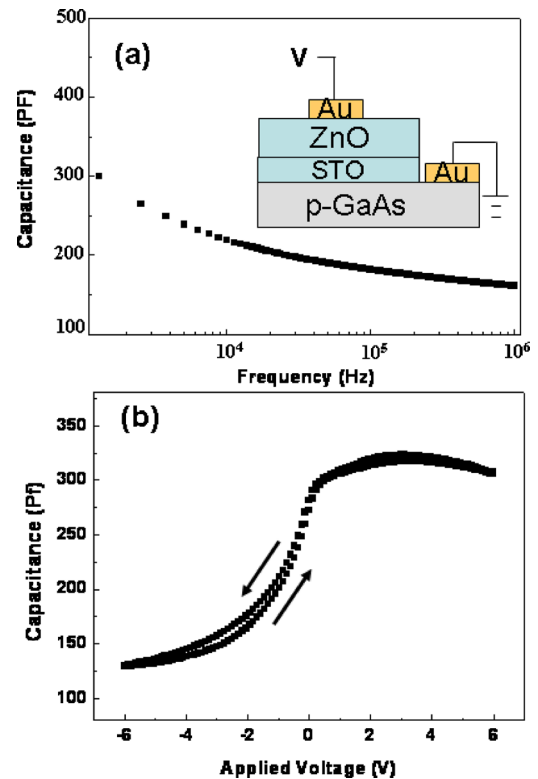 (a)
500
400
300
200
100
Capacitance (PF)
V
Au
ZnO
STO
Au
p-GaAs
10⁴
10⁵
10⁶
Frequency (Hz)
(b)
350
300
250
200
150
100
Capacitance (Pf)
-6
-4
-2
0
2
4
6
Applied Voltage (V)